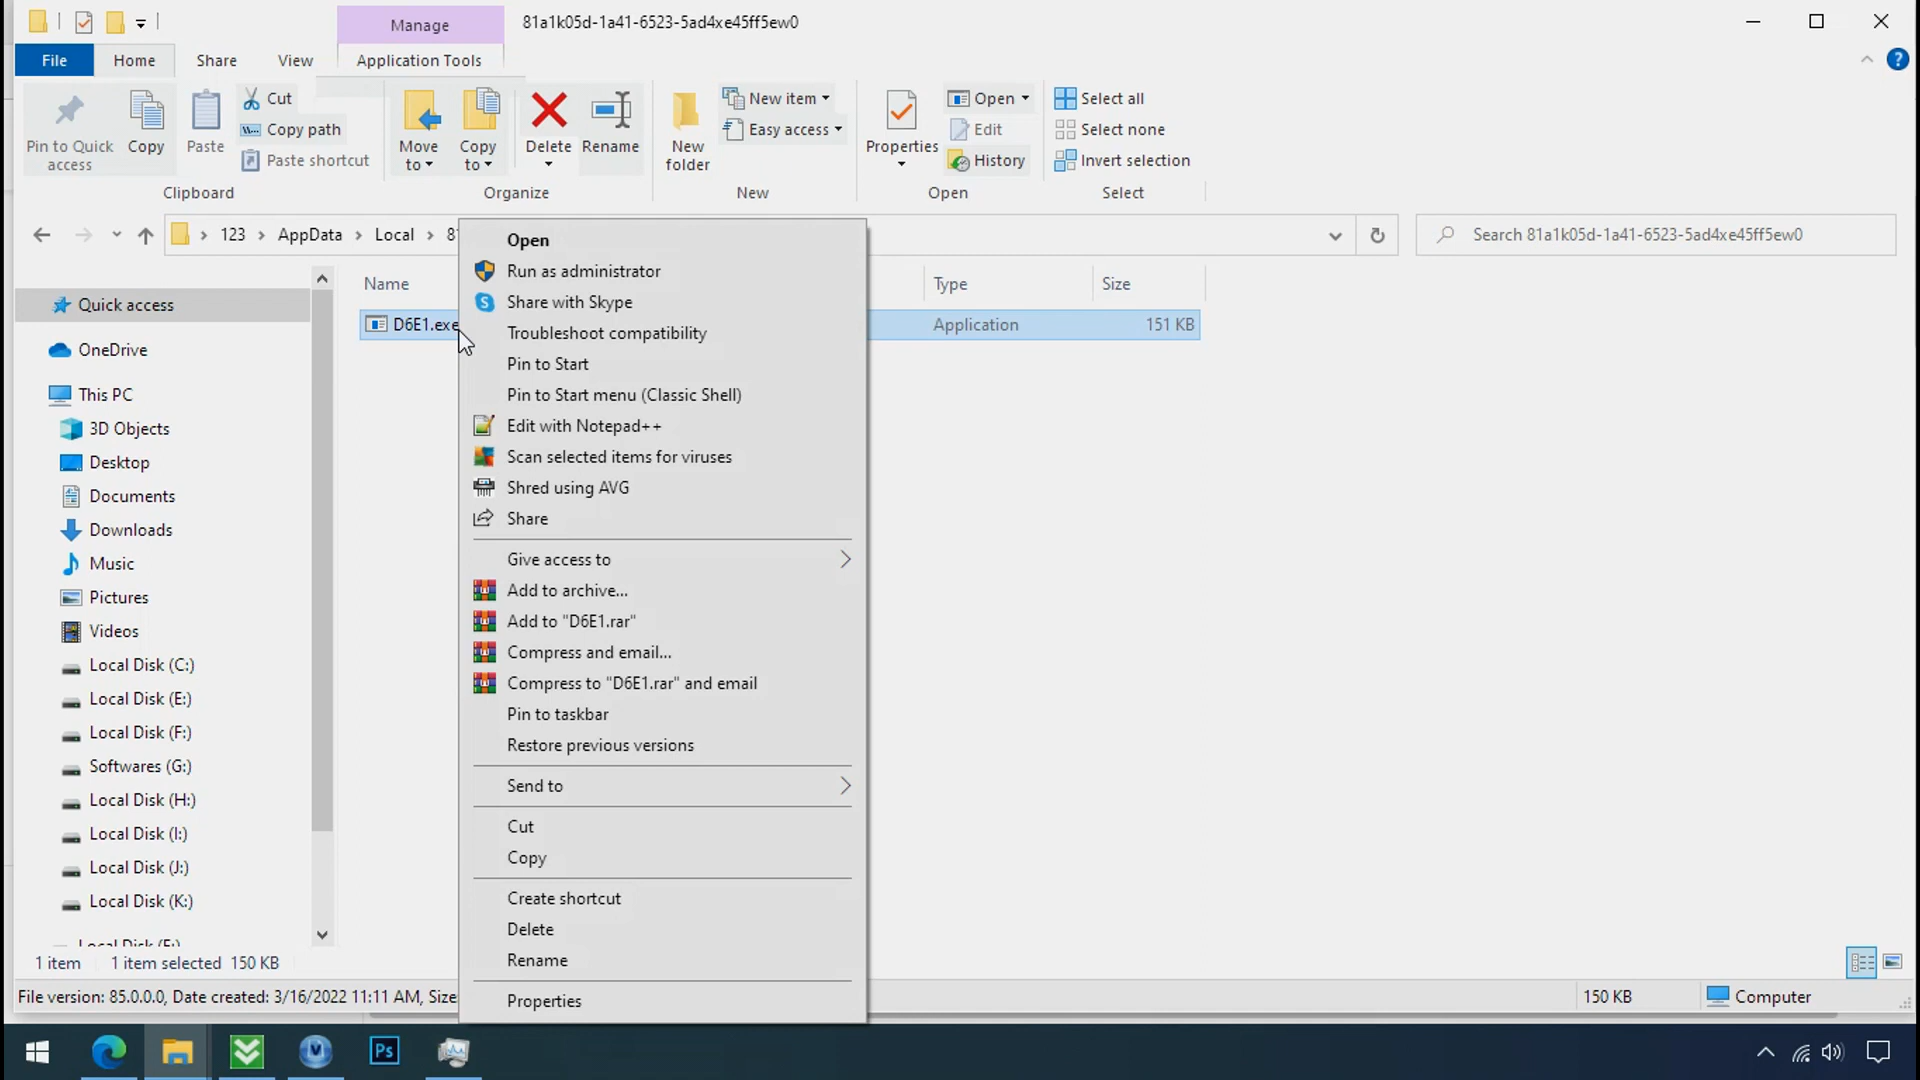 Manage
81a1k05d-1a41-6523-5ad4xe45ff5ew0
File
Home
Share
View
Application Tools
Pin to Quick access
Copy
Paste
Cut
Copy path
Paste shortcut
Clipboard
Move to
Copy to
Delete
Rename
Organize
New folder
New item
Easy access
New
Properties
Open
Edit
History
Open
Select all
Select none
Invert selection
Select
123
AppData
Local
Search 81a1k05d-1a41-6523-5ad4xe45ff5ew0
Name
Type
Size
D6E1.exe
Application
151 KB
Quick access
OneDrive
This PC
3D Objects
Desktop
Documents
Downloads
Music
Pictures
Videos
Local Disk (C:)
Local Disk (E:)
Local Disk (F:)
Softwares (G:)
Local Disk (H:)
Local Disk (I:)
Local Disk (J:)
Local Disk (K:)
Open
Run as administrator
Share with Skype
Troubleshoot compatibility
Pin to Start
Pin to Start menu (Classic Shell)
Edit with Notepad++
Scan selected items for viruses
Shred using AVG
Share
Give access to
Add to archive...
Add to "D6E1.rar"
Compress and email...
Compress to "D6E1.rar" and email
Pin to taskbar
Restore previous versions
Send to
Cut
Copy
Create shortcut
Delete
Rename
Properties
1 item
1 item selected 150 KB
File version: 85.0.0.0, Date created: 3/16/2022 11:11 AM, Size
150 KB
Computer
Ps